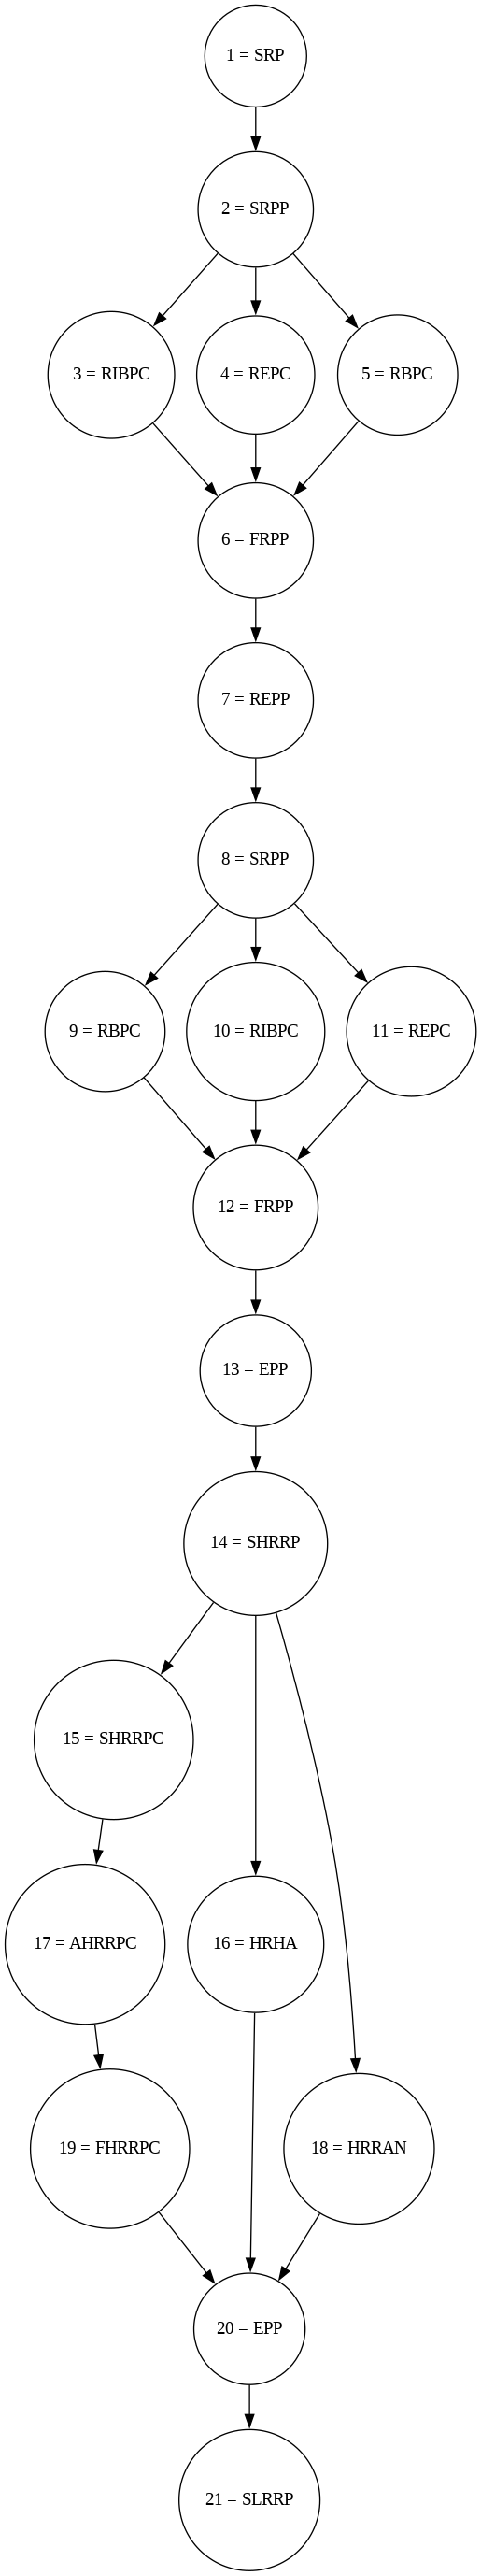 1 = SRP
2 = SRPP
3 = RIBPC
4 = REPC
5 = RBPC
6 = FRPP
7 = REPP
8 = SRPP
9 = RBPC
10 = RIBPC
11 = REPC
12 = FRPP
13 = EPP
14 = SHRRP
15 = SHRRPC
17 = AHRRPC
16 = HRHA
19 = FHRRPC
18 = HRRAN
20 = EPP
21 = SLRRP